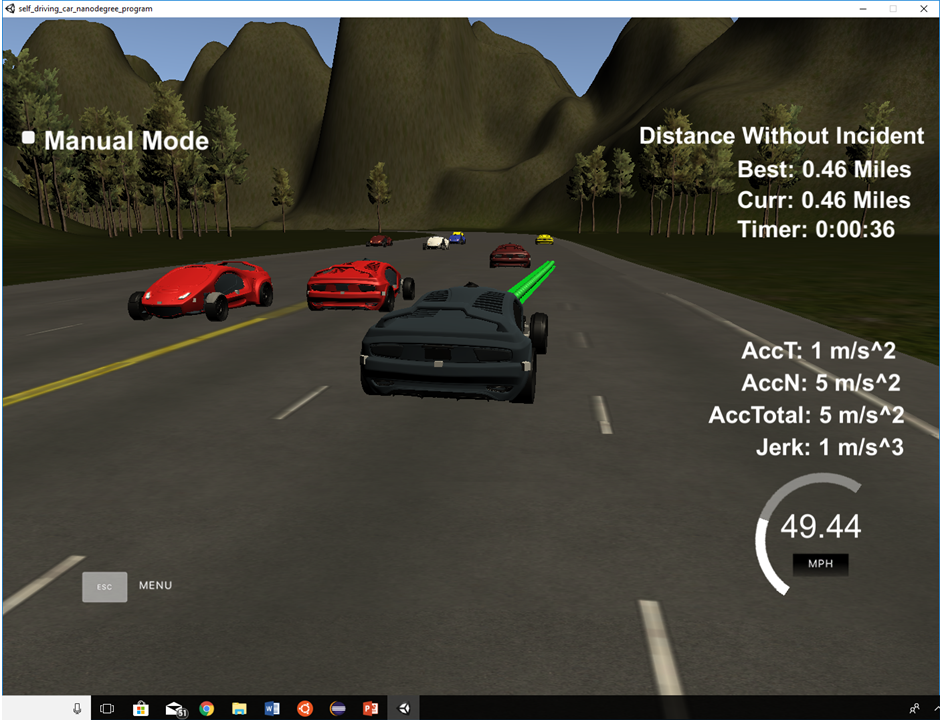 self_driving_car_nanodegree_program
Manual Mode
Distance Without Incident
Best: 0.46 Miles
Curr: 0.46 Miles
Timer: 0:00:36
AccT: 1 m/s^2
AccN: 5 m/s^2
AccTotal: 5 m/s^2
Jerk: 1 m/s^3
49.44
MPH
ESC MENU
51